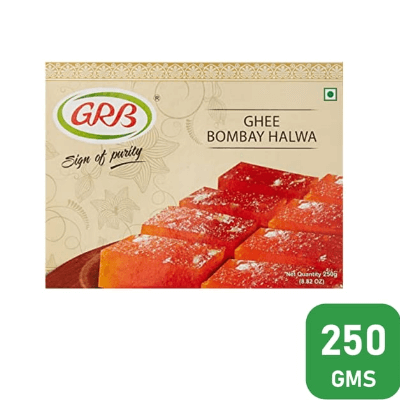 GRB
®
Sign of purity
GHEE
BOMBAY HALWA
Net Quantity 250g
(8.82 OZ)
250
GMS